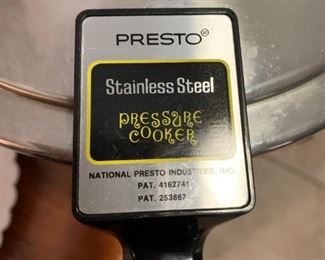 PRESTO®
Stainless Steel
PRESSURE
COOKER
NATIONAL PRESTO INDUSTRIES, INC.
PAT. 4162741
PAT. 253867